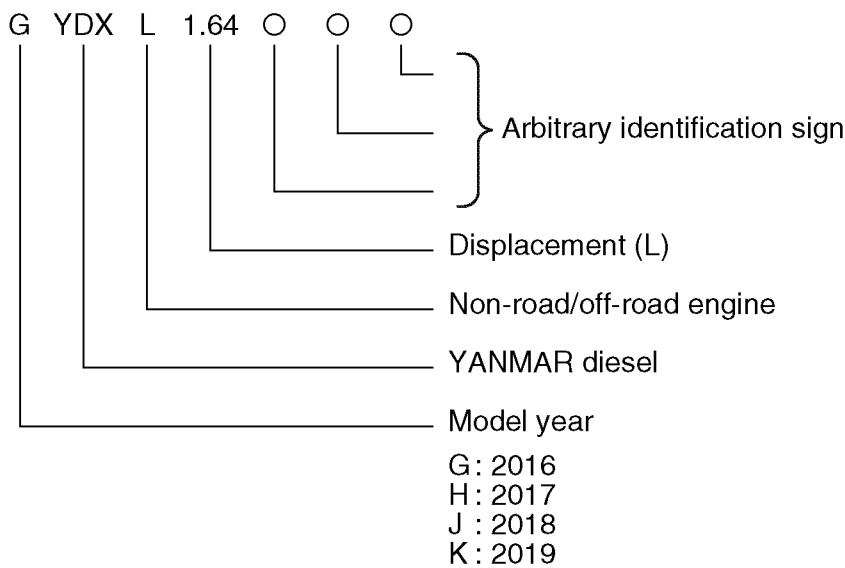 G YDX L 1.64 ○ ○ ○
Arbitrary identification sign
Displacement (L)
Non-road/off-road engine
YANMAR diesel
Model year
G : 2016
H : 2017
J : 2018
K : 2019